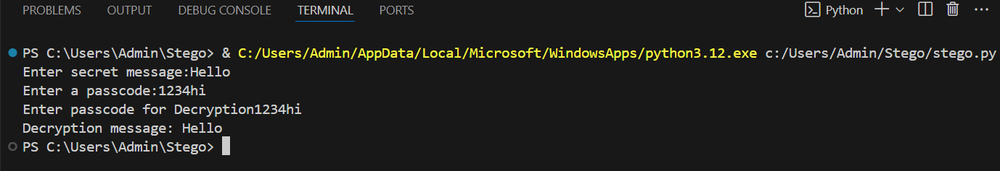 PROBLEMS OUTPUT DEBUG CONSOLE TERMINAL PORTS Python
PS C:\Users\Admin\Stego> & C:/Users/Admin/AppData/Local/Microsoft/WindowsApps/python3.12.exe c:/Users/Admin/Stego/stego.py
Enter secret message:Hello
Enter a passcode:1234hi
Enter passcode for Decryption1234hi
Decryption message: Hello
PS C:\Users\Admin\Stego>